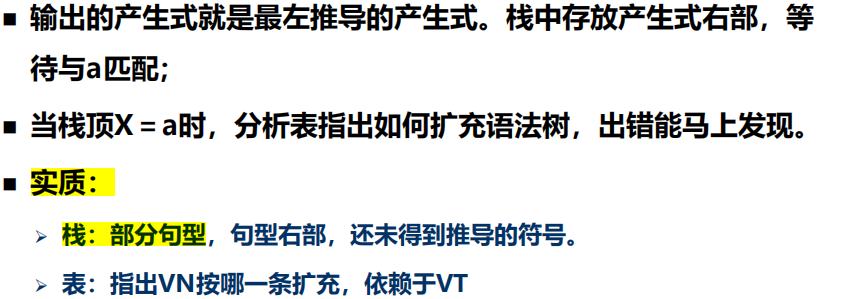 ■ 输出的产生式就是最左推导的产生式。栈中存放产生式右部，等
待与a匹配；
■ 当栈顶X = a时，分析表指出如何扩充语法树，出错能马上发现。
■ 实质：
➢ 栈：部分句型，句型右部，还未得到推导的符号。
➢ 表：指出VN按哪一条扩充，依赖于VT